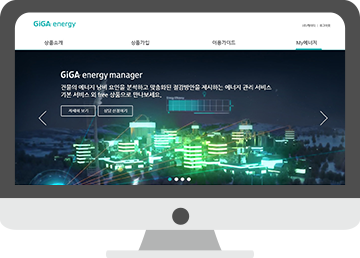 GiGA energy
상품소개 상품가입 이용가이드 My에너지
GiGA energy manager
건물의 에너지 낭비 요인을 분석하고 맞춤화된 절감방안을 제시하는 에너지 관리 서비스
기본 서비스 외 free 상품으로 만나보세요.
자세히 보기 상담 신청하기